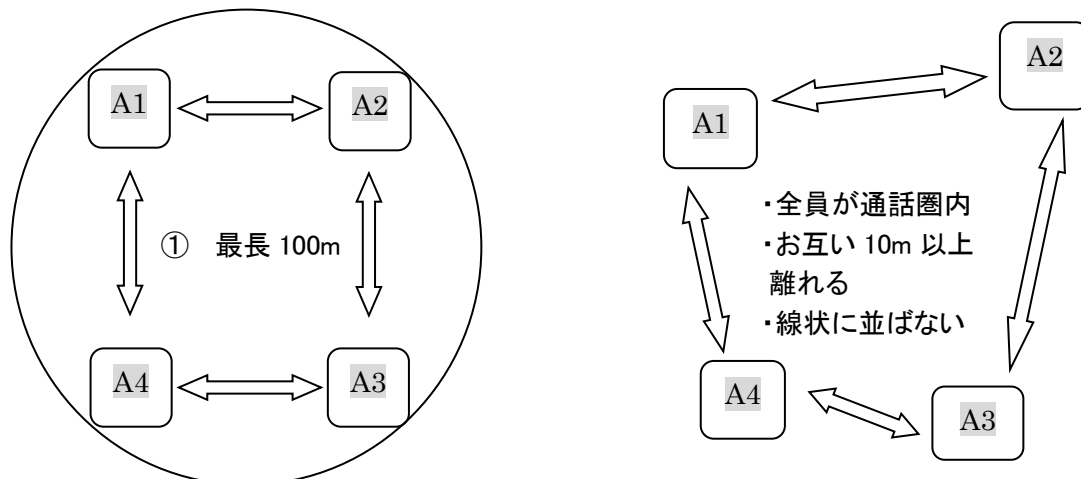 A1
A2
① 最長 100m
A4
A3
A1
A2
・全員が通話圏内
・お互い 10m 以上
離れる
・線状に並ばない
A4
A3